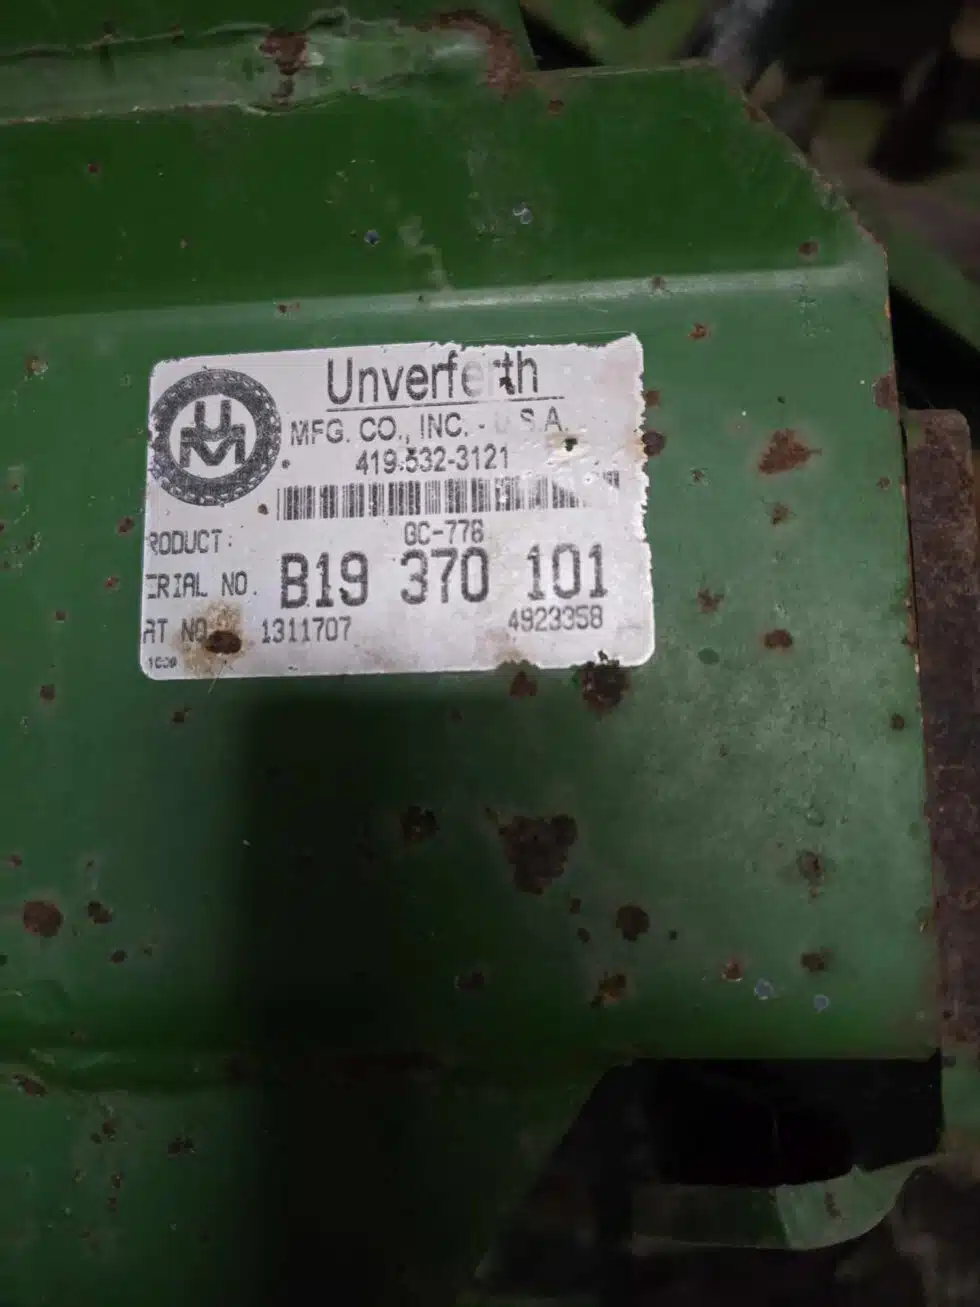 Unverferth
MFG. CO., INC. - U.S.A.
419-532-3121
RODUCT: GC-778
ERIAL NO. B19 370 101
RT NO. 1311707 4923358
UM